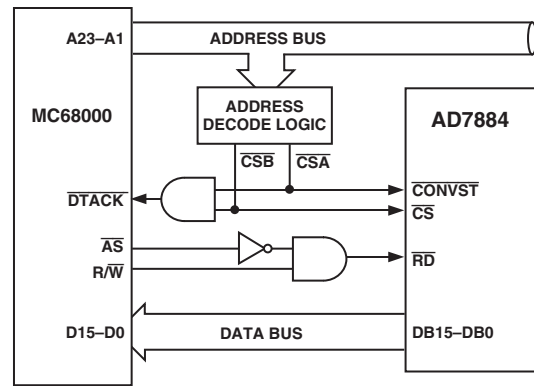 A23–A1
ADDRESS BUS
MC68000
ADDRESS
DECODE LOGIC
AD7884
CSB
CSA
DTACK
CONVST
CS
AS
R/W
RD
D15–D0
DATA BUS
DB15–DB0